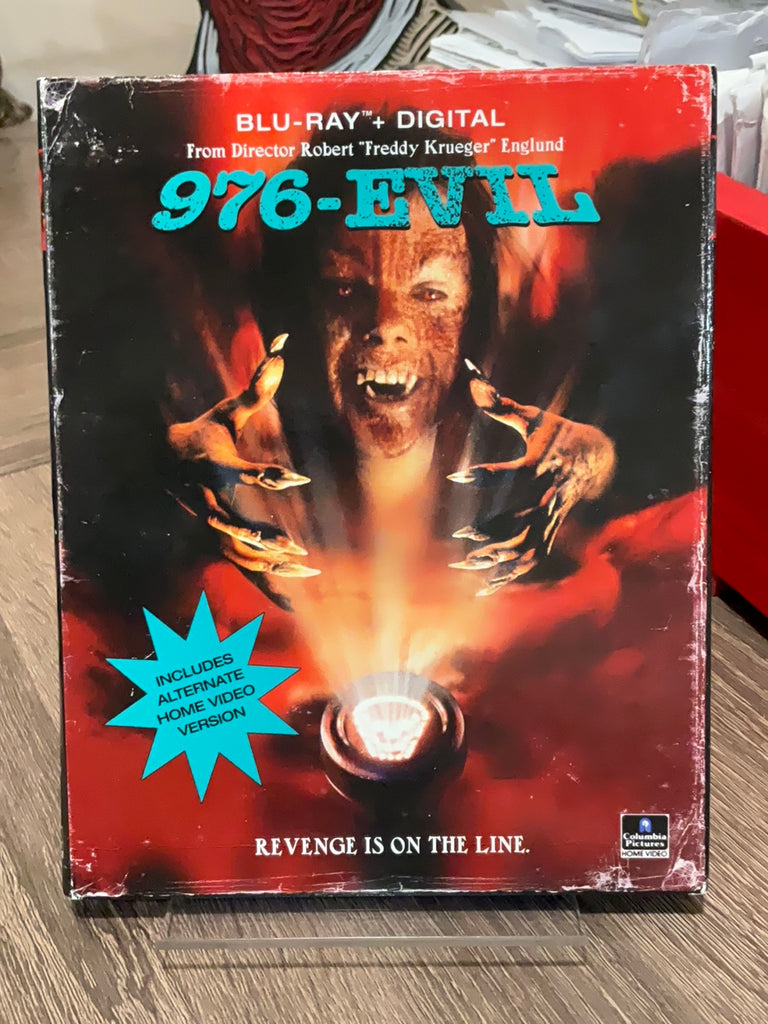 BLU-RAY™+ DIGITAL
From Director Robert "Freddy Krueger" Englund
976-EVIL
INCLUDES
ALTERNATE
HOME VIDEO
VERSION
REVENGE IS ON THE LINE.
Columbia
Pictures
HOME VIDEO